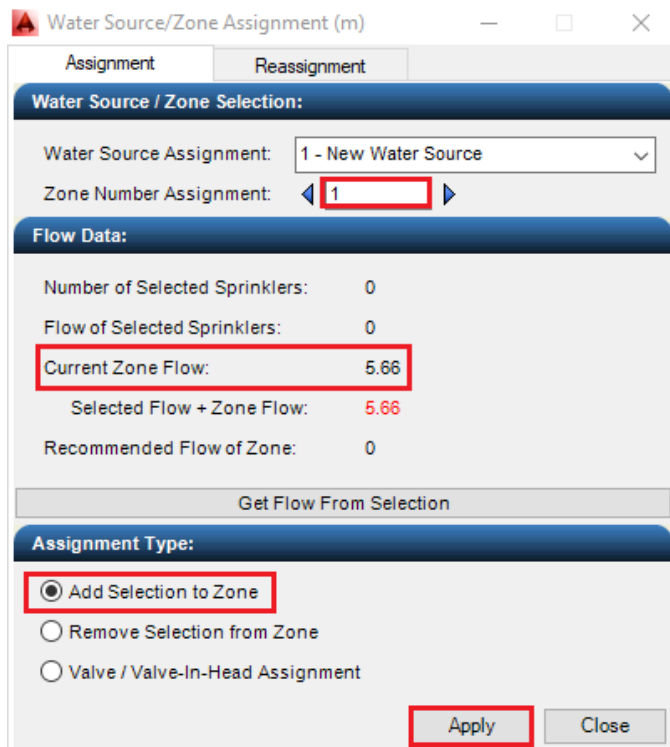 Water Source/Zone Assignment (m)
Assignment Reassignment
Water Source / Zone Selection:
Water Source Assignment: 1 - New Water Source
Zone Number Assignment: 1
Flow Data:
Number of Selected Sprinklers: 0
Flow of Selected Sprinklers: 0
Current Zone Flow: 5.66
Selected Flow + Zone Flow: 5.66
Recommended Flow of Zone: 0
Get Flow From Selection
Assignment Type:
Add Selection to Zone
Remove Selection from Zone
Valve / Valve-In-Head Assignment
Apply Close